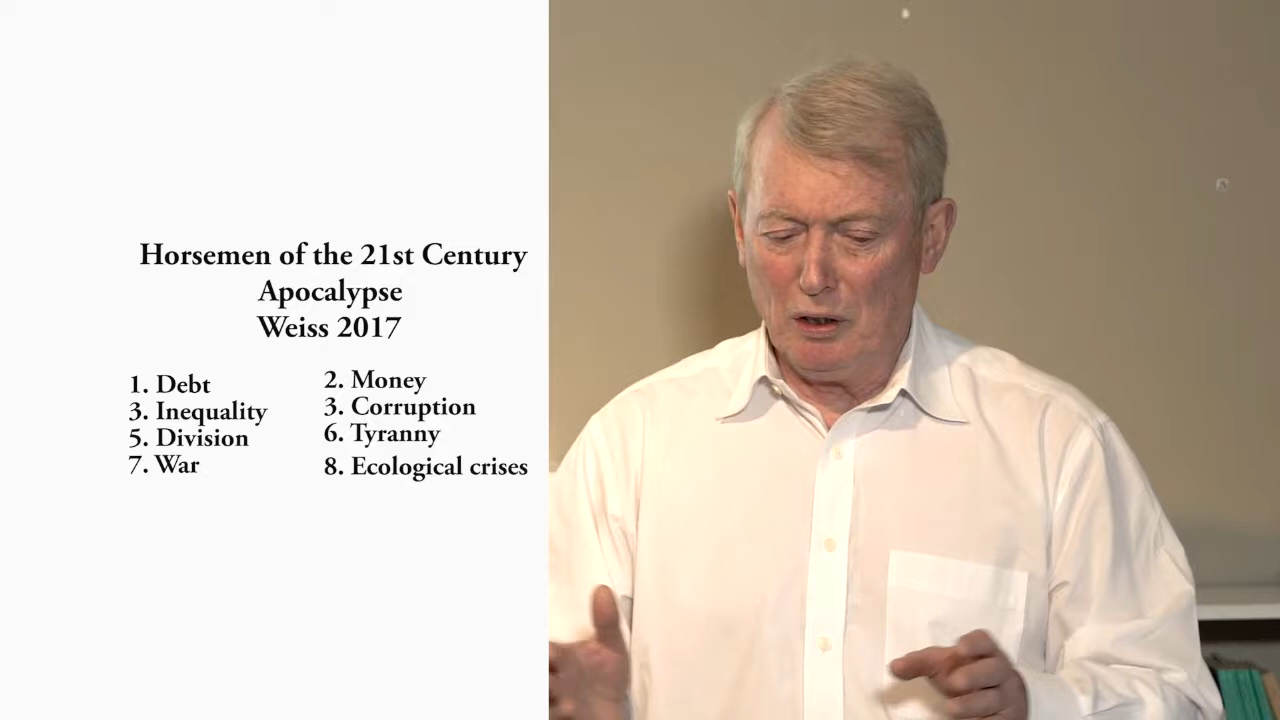 Horsemen of the 21st Century
Apocalypse
Weiss 2017
1. Debt
2. Money
3. Inequality
3. Corruption
5. Division
6. Tyranny
7. War
8. Ecological crises